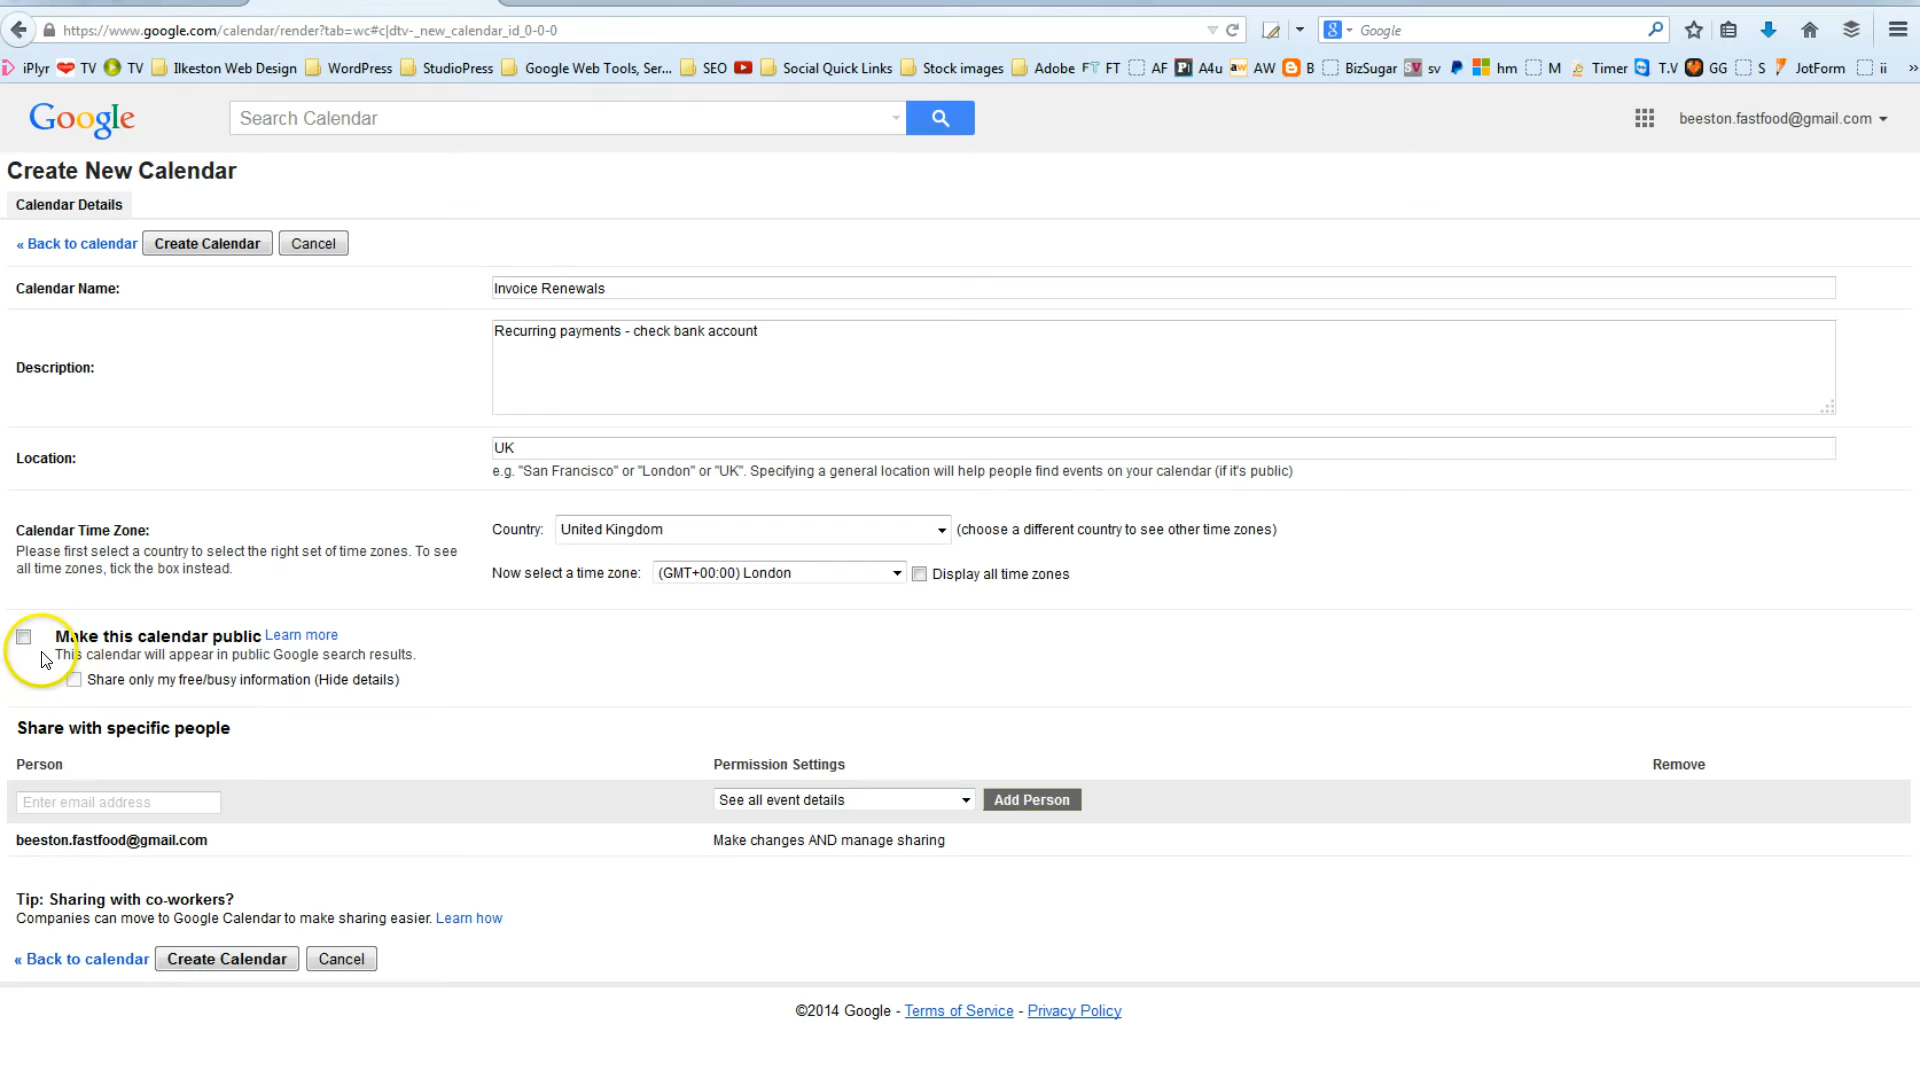 https://www.google.com/calendar/render?tab=wc#c|dtv-_new_calendar_id_0-0-0
Google
iPlyr TV TV Ilkeston Web Design WordPress StudioPress Google Web Tools, Ser... SEO Social Quick Links Stock images Adobe FT FT AF A4u AW B BizSugar sv hm M Timer T.V GG S JotForm ii »
Google Search Calendar beeston.fastfood@gmail.com
Create New Calendar
Calendar Details
« Back to calendar Create Calendar Cancel
Calendar Name: Invoice Renewals
Recurring payments - check bank account
Description:
UK
Location:
e.g. "San Francisco" or "London" or "UK". Specifying a general location will help people find events on your calendar (if it's public)
Calendar Time Zone: Country: United Kingdom (choose a different country to see other time zones)
Please first select a country to select the right set of time zones. To see
all time zones, tick the box instead. Now select a time zone: (GMT+00:00) London Display all time zones
Make this calendar public Learn more
This calendar will appear in public Google search results.
Share only my free/busy information (Hide details)
Share with specific people
Person Permission Settings Remove
Enter email address See all event details Add Person
beeston.fastfood@gmail.com Make changes AND manage sharing
Tip: Sharing with co-workers?
Companies can move to Google Calendar to make sharing easier. Learn how
« Back to calendar Create Calendar Cancel
©2014 Google - Terms of Service - Privacy Policy